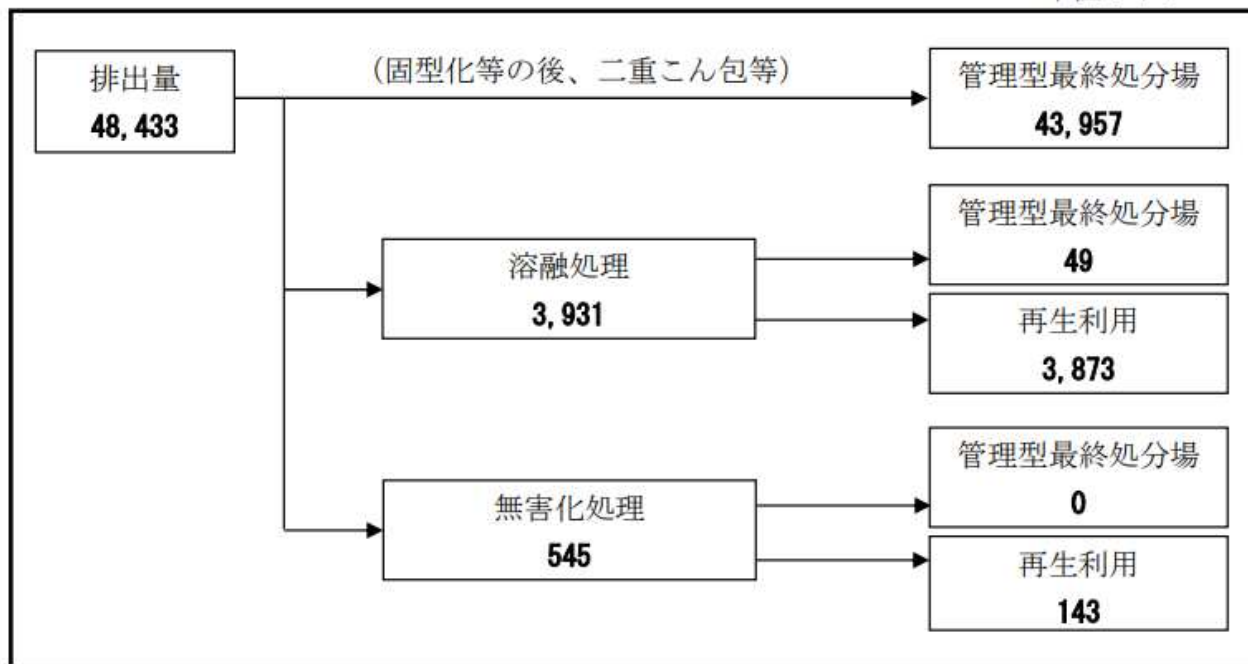 排出量
48,433
（固型化等の後、二重こん包等）
管理型最終処分場
43,957
溶融処理
3,931
管理型最終処分場
49
再生利用
3,873
無害化処理
545
管理型最終処分場
0
再生利用
143